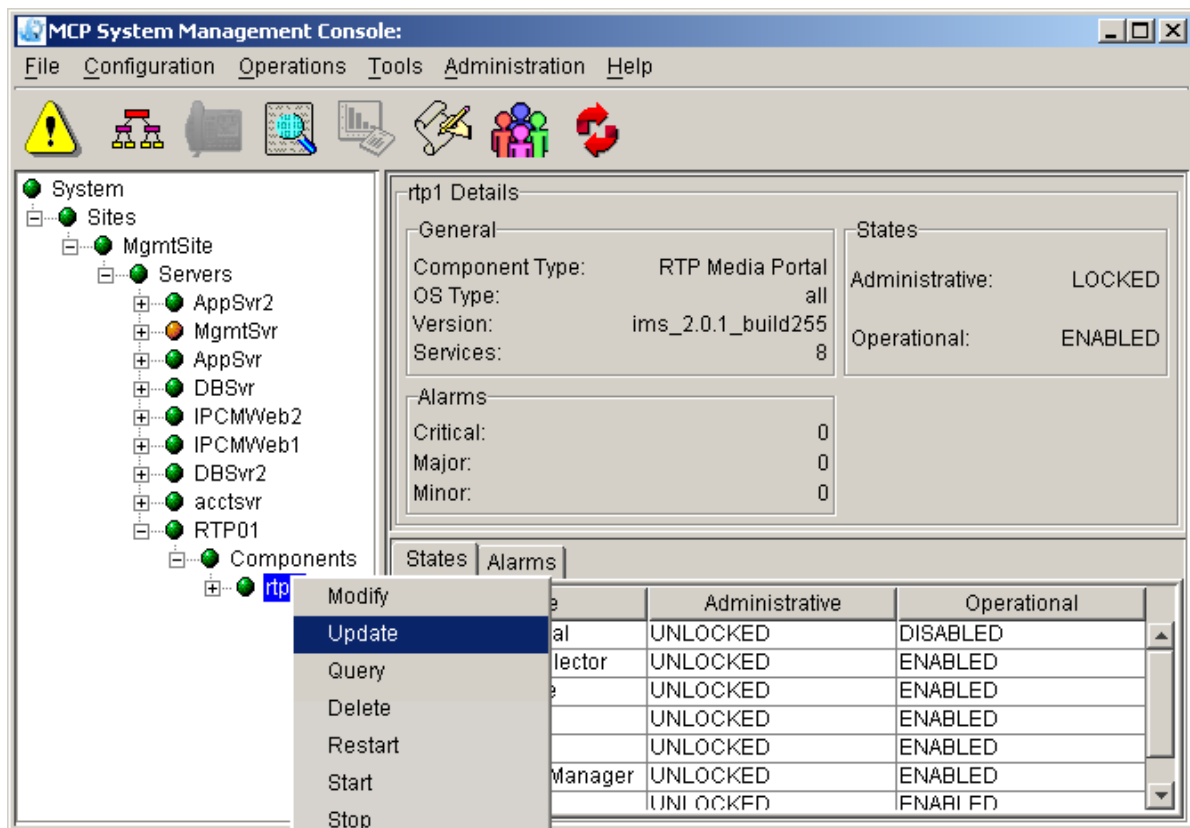 MCP System Management Console:
File Configuration Operations Tools Administration Help
System
Sites
MgmtSite
Servers
AppSvr2
MgmtSvr
AppSvr
DBSvr
IPCMWeb2
IPCMWeb1
DBSvr2
acctsvr
RTP01
Components
rtp
Modify
Update
Query
Delete
Restart
Start
Stop
rtp1 Details
General
Component Type: RTP Media Portal
OS Type: all
Version: ims_2.0.1_build255
Services: 8
States
Administrative: LOCKED
Operational: ENABLED
Alarms
Critical: 0
Major: 0
Minor: 0
States Alarms
e Administrative Operational
al UNLOCKED DISABLED
lector UNLOCKED ENABLED
e UNLOCKED ENABLED
UNLOCKED ENABLED
UNLOCKED ENABLED
Manager UNLOCKED ENABLED
UNLOCKED ENABLED